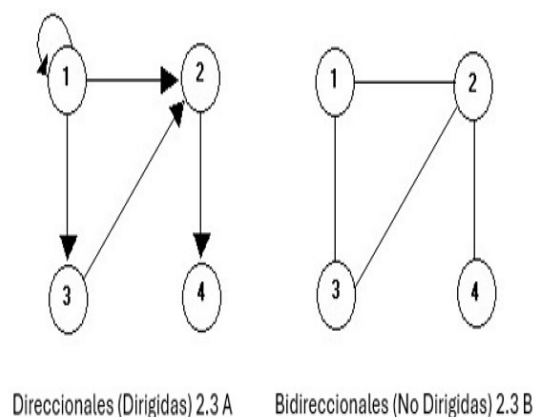 1 2
3 4
1 2
3 4
Direccionales (Dirigidas) 2.3 A
Bidireccionales (No Dirigidas) 2.3 B